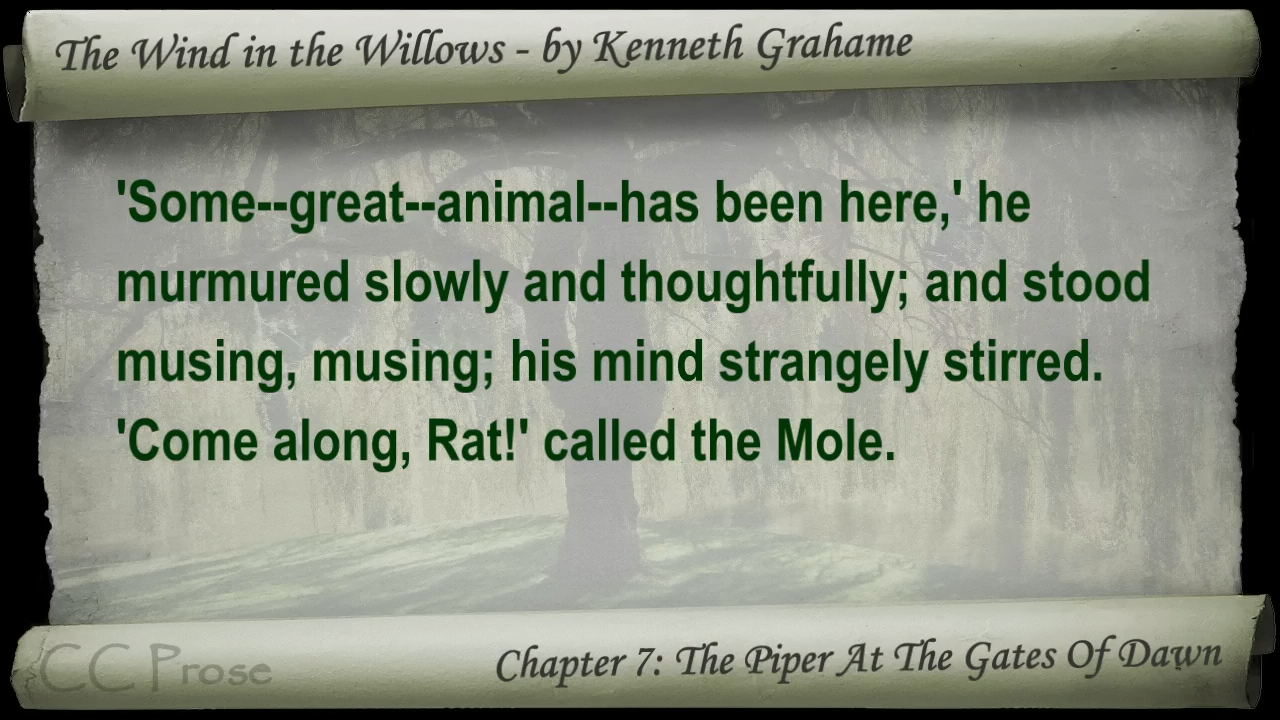 The Wind in the Willows - by Kenneth Grahame
'Some--great--animal--has been here,' he
murmured slowly and thoughtfully; and stood
musing, musing; his mind strangely stirred.
'Come along, Rat!' called the Mole.
CC Prose
Chapter 7: The Piper At The Gates Of Dawn